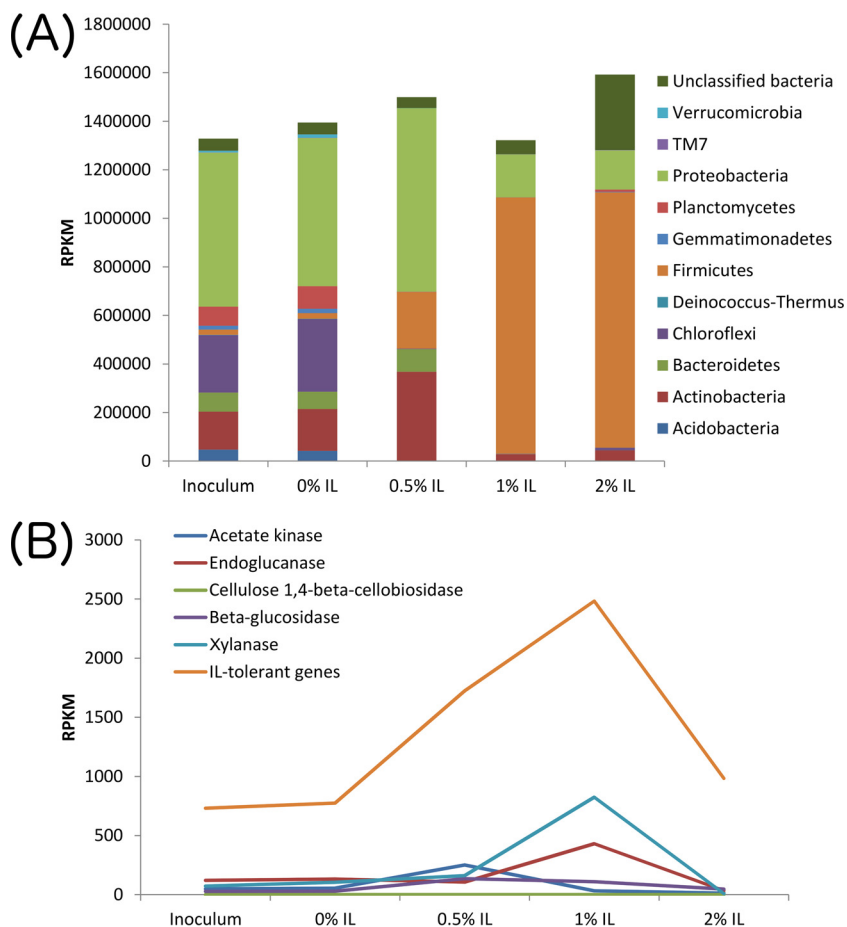 (A)
1800000
1600000
1400000
1200000
1000000
800000
600000
400000
200000
0
RPKM
Inoculum 0% IL 0.5% IL 1% IL 2% IL
Unclassified bacteria
Verrucomicrobia
TM7
Proteobacteria
Planctomycetes
Gemmatimonadetes
Firmicutes
Deinococcus-Thermus
Chloroflexi
Bacteroidetes
Actinobacteria
Acidobacteria
(B)
3000
2500
2000
1500
1000
500
0
RPKM
Acetate kinase
Endoglucanase
Cellulose 1,4-beta-cellobiosidase
Beta-glucosidase
Xylanase
IL-tolerant genes
Inoculum 0% IL 0.5% IL 1% IL 2% IL